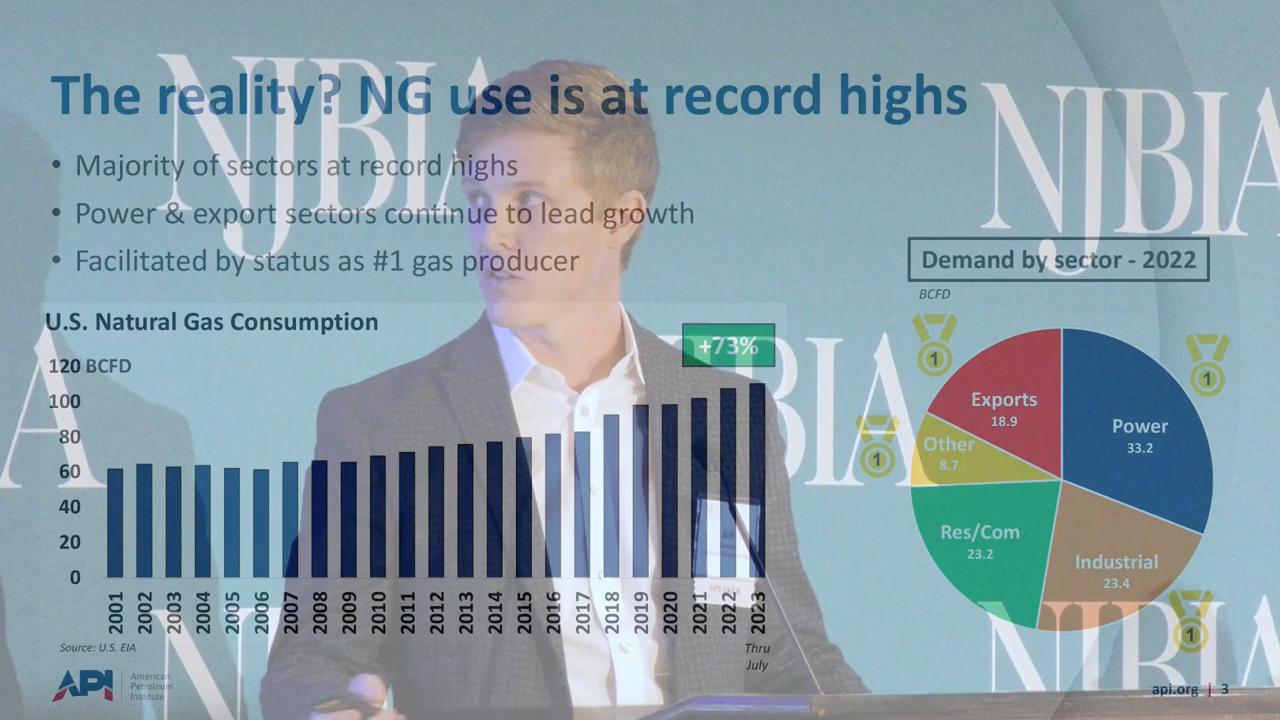 The reality? NG use is at record highs
• Majority of sectors at record highs
• Power & export sectors continue to lead growth
• Facilitated by status as #1 gas producer
Demand by sector - 2022
BCFD
U.S. Natural Gas Consumption
+73%
120 BCFD
100
80
60
40
20
0
2001 2002 2003 2004 2005 2006 2007 2008 2009 2010 2011 2012 2013 2014 2015 2016 2017 2018 2019 2020 2021 2022 2023
Thru
July
Source: U.S. EIA
1
1
1
1
Exports
18.9
Power
33.2
Other
8.7
Res/Com
23.2
Industrial
23.4
API
American
Petroleum
Institute
api.org | 3
NJBIA
NJBIA